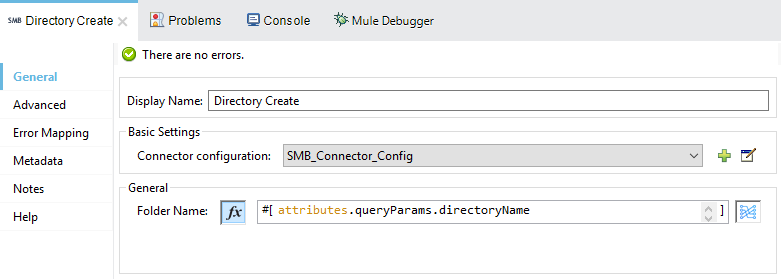 SMB Directory Create Problems Console Mule Debugger
There are no errors.
General
Advanced
Error Mapping
Metadata
Notes
Help
Display Name: Directory Create
Basic Settings
Connector configuration: SMB_Connector_Config
General
Folder Name: fx #[ attributes.queryParams.directoryName ]